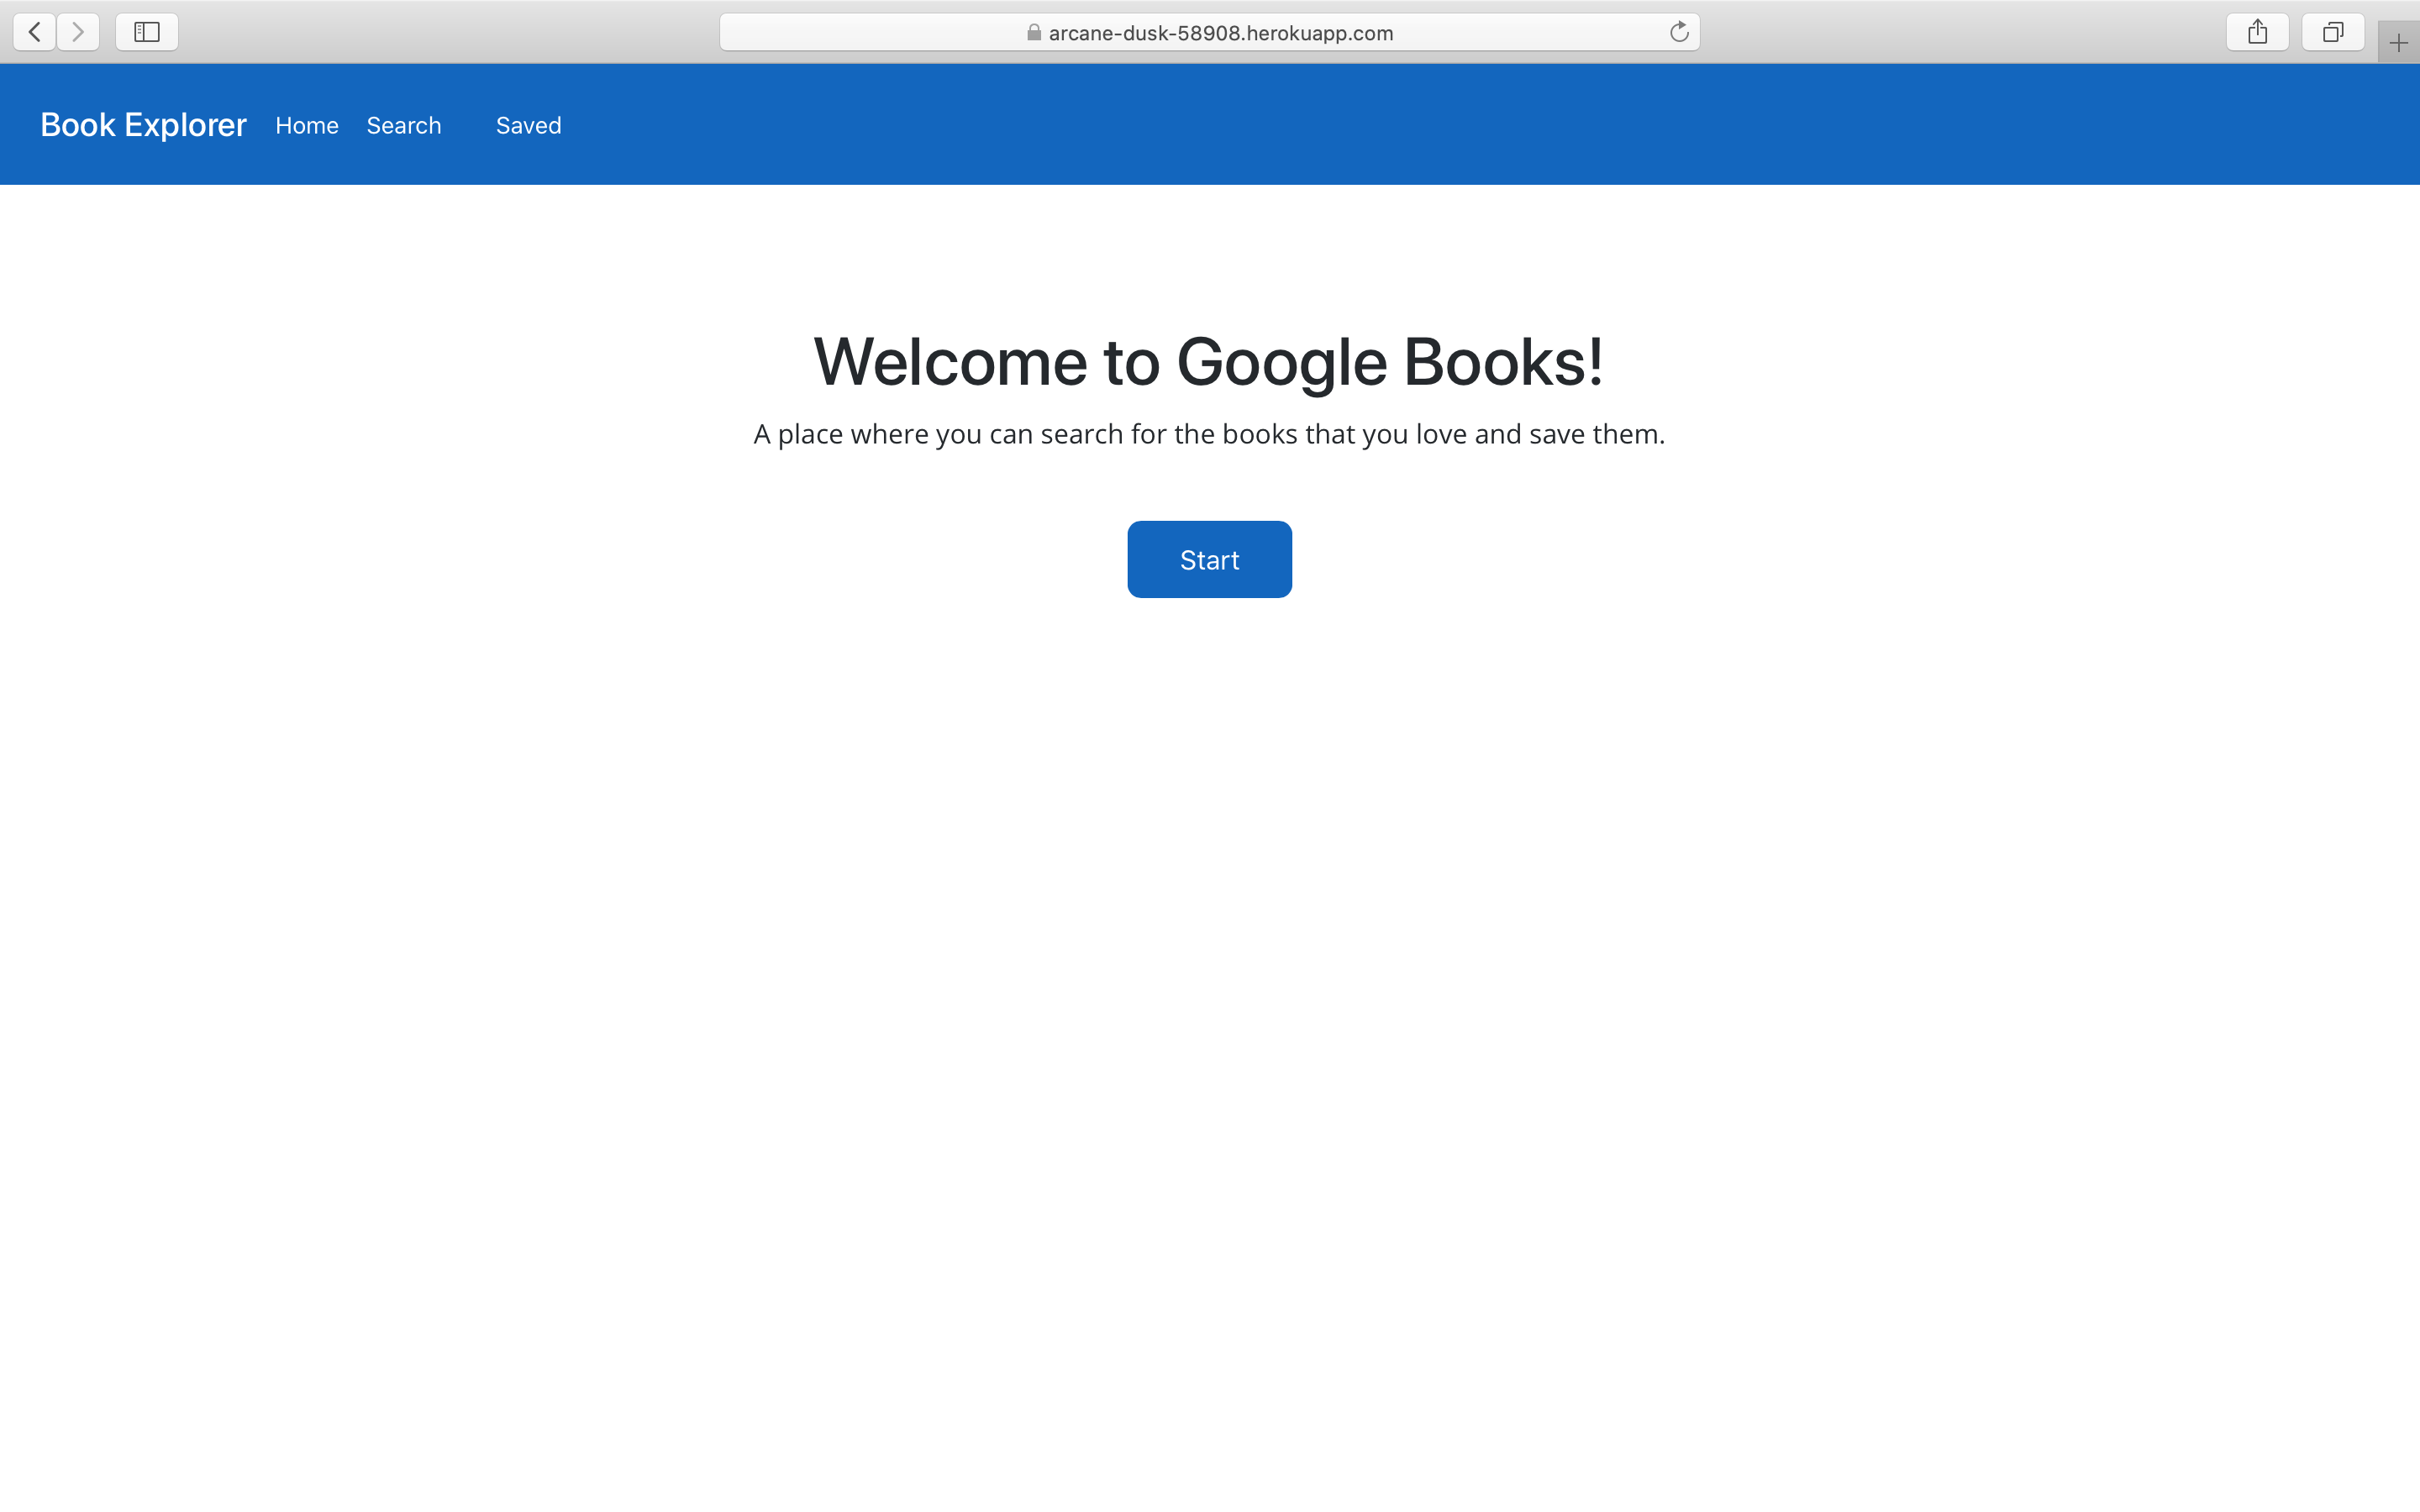 arcane-dusk-58908.herokuapp.com
Book Explorer Home Search Saved
Welcome to Google Books!
A place where you can search for the books that you love and save them.
Start